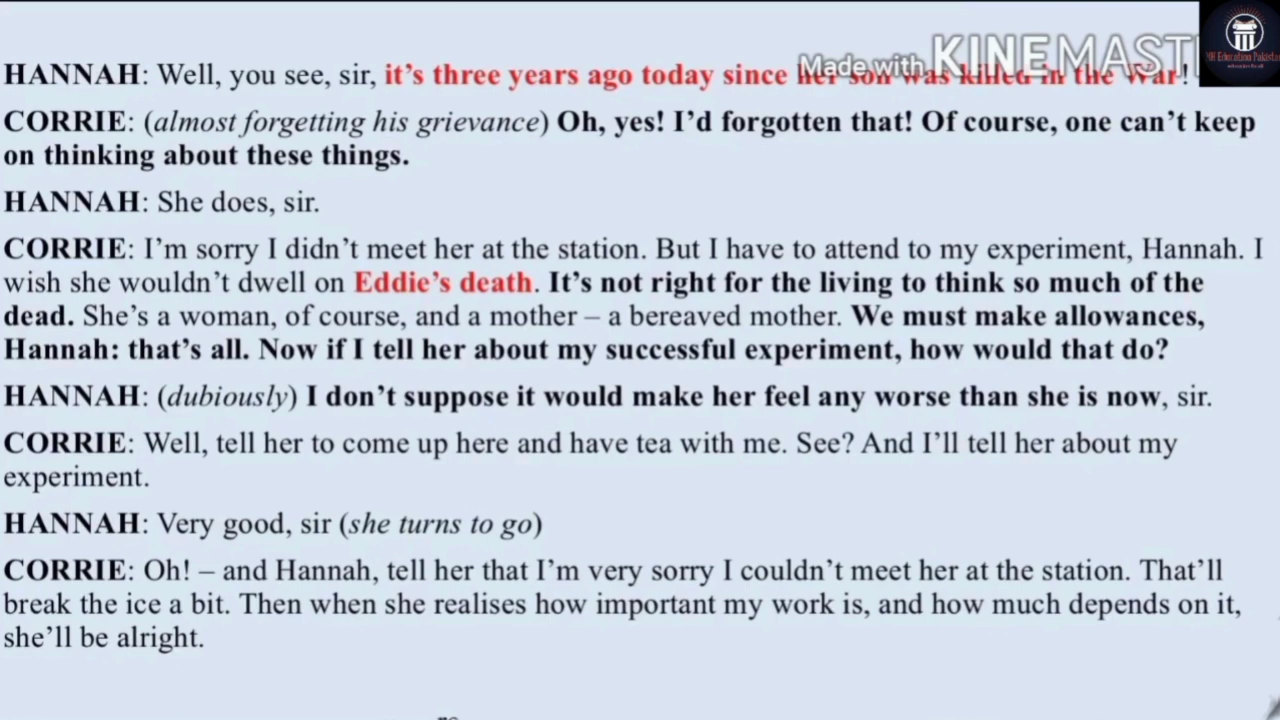 Made with KINEMAST
HANNAH: Well, you see, sir, it's three years ago today since her son was killed in the War!
CORRIE: (almost forgetting his grievance) Oh, yes! I'd forgotten that! Of course, one can't keep
on thinking about these things.
HANNAH: She does, sir.
CORRIE: I'm sorry I didn't meet her at the station. But I have to attend to my experiment, Hannah. I
wish she wouldn't dwell on Eddie's death. It's not right for the living to think so much of the
dead. She's a woman, of course, and a mother – a bereaved mother. We must make allowances,
Hannah: that's all. Now if I tell her about my successful experiment, how would that do?
HANNAH: (dubiously) I don't suppose it would make her feel any worse than she is now, sir.
CORRIE: Well, tell her to come up here and have tea with me. See? And I'll tell her about my
experiment.
HANNAH: Very good, sir (she turns to go)
CORRIE: Oh! – and Hannah, tell her that I'm very sorry I couldn't meet her at the station. That'll
break the ice a bit. Then when she realises how important my work is, and how much depends on it,
she'll be alright.